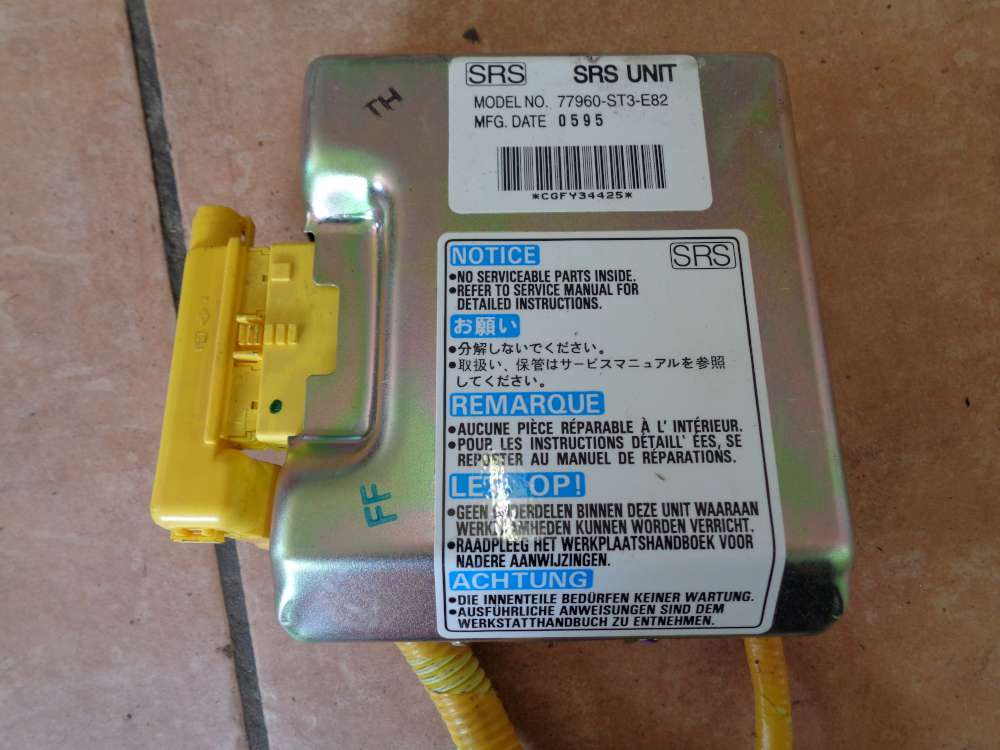 SRS SRS UNIT
MODEL NO. 77960-ST3-E82
MFG. DATE 0595
*CGFY34425*
TH
NOTICE SRS
•NO SERVICEABLE PARTS INSIDE.
•REFER TO SERVICE MANUAL FOR
DETAILED INSTRUCTIONS.
お願い
•分解しないでください。
•取扱い、保管はサービスマニュアルを参照
してください。
REMARQUE
•AUCUNE PIÈCE RÉPARABLE À L' INTÉRIEUR.
•POUR LES INSTRUCTIONS DÉTAILL' ÉES, SE
REPORTER AU MANUEL DE RÉPARATIONS.
LET OP!
•GEEN ONDERDELEN BINNEN DEZE UNIT WAARAAN
WERKZAAMHEDEN KUNNEN WORDEN VERRICHT.
•RAADPLEEG HET WERKPLAATSHANDBOEK VOOR
NADERE AANWIJZINGEN.
ACHTUNG
•DIE INNENTEILE BEDÜRFEN KEINER WARTUNG.
•AUSFÜHRLICHE ANWEISUNGEN SIND DEM
WERKSTATTHANDBUCH ZU ENTNEHMEN.
FF